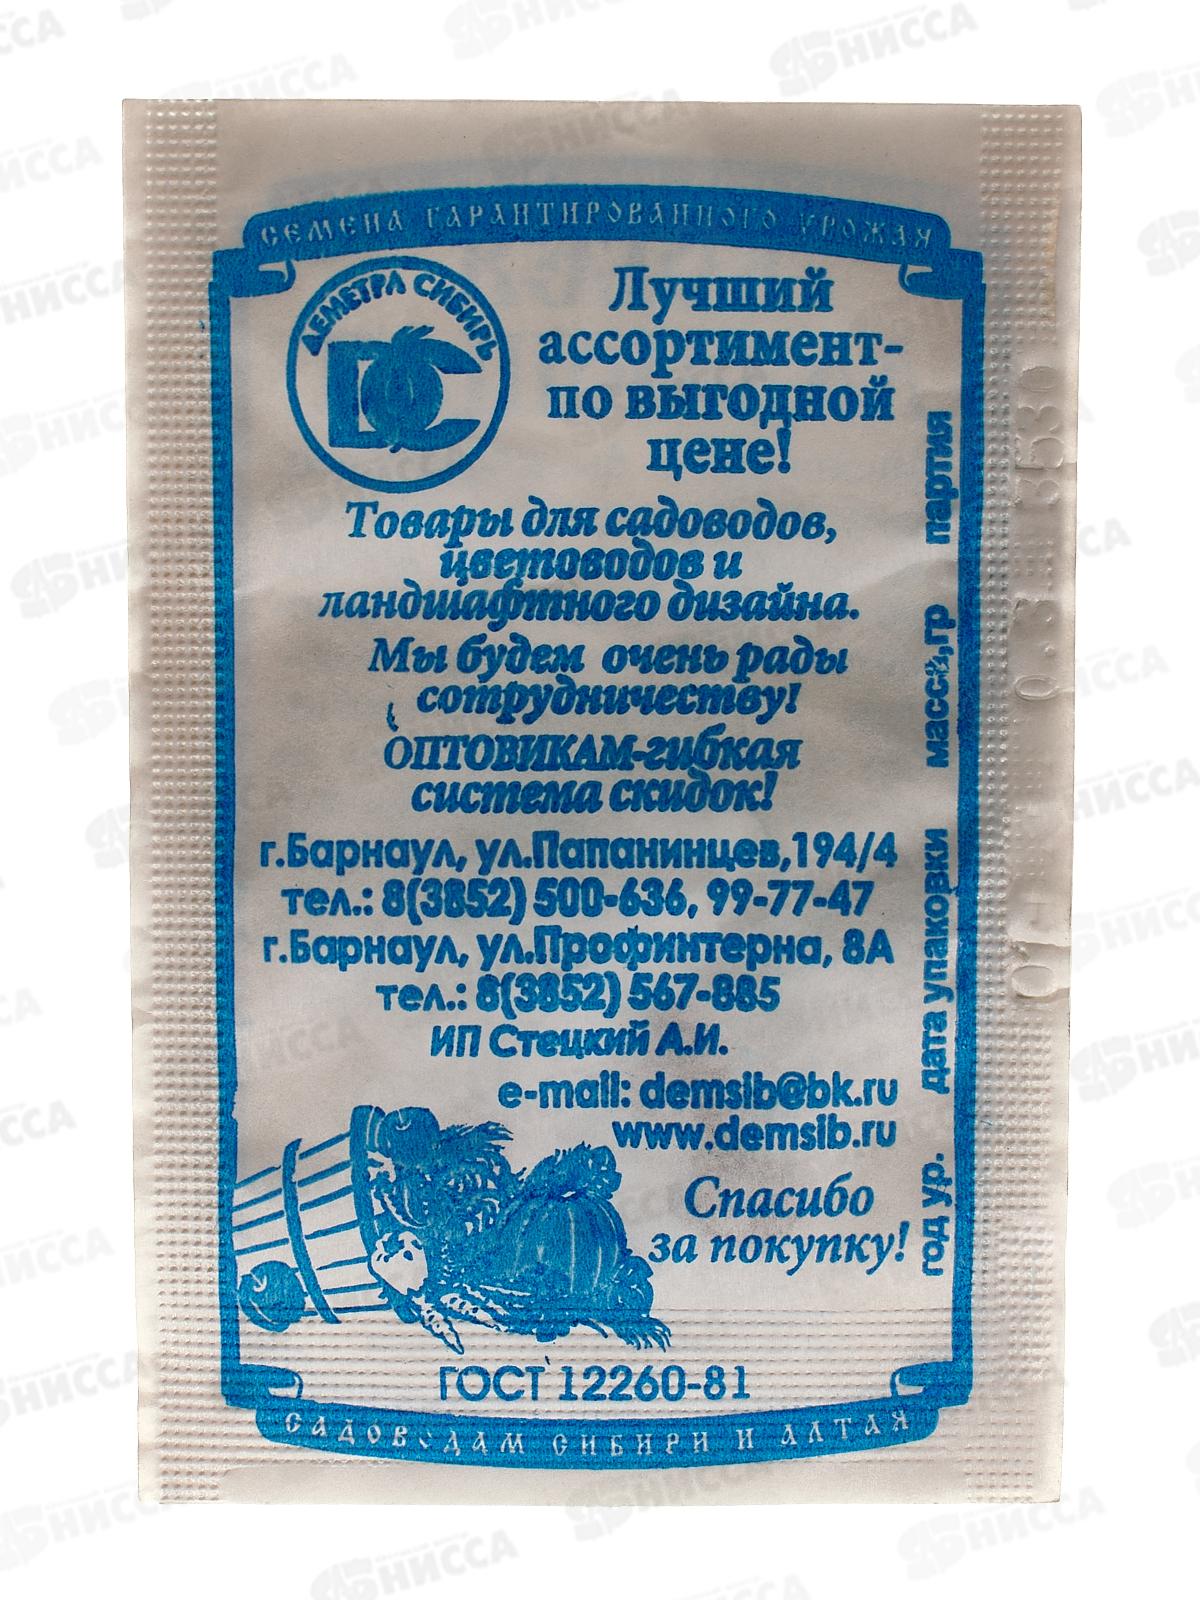 СЕМЕНА ГАРАНТИРОВАННОГО УРОЖАЯ
ДЕМЕТРА СИБИРЬ
ДС
Лучший
ассортимент-
по выгодной
цене!
Товары для садоводов,
цветоводов и
ландшафтного дизайна.
Мы будем очень рады
сотрудничеству!
ОПТОВИКАМ-гибкая
система скидок!
г.Барнаул, ул.Папанинцев,194/4
тел.: 8(3852) 500-636, 99-77-47
г.Барнаул, ул.Профинтерна, 8А
тел.: 8(3852) 567-885
ИП Стецкий А.И.
e-mail: demsib@bk.ru
www.demsib.ru
Спасибо
за покупку!
год ур. дата упаковки масса,гр партия
ГОСТ 12260-81
САДОВОДАМ СИБИРИ И АЛТАЯ
НИССА